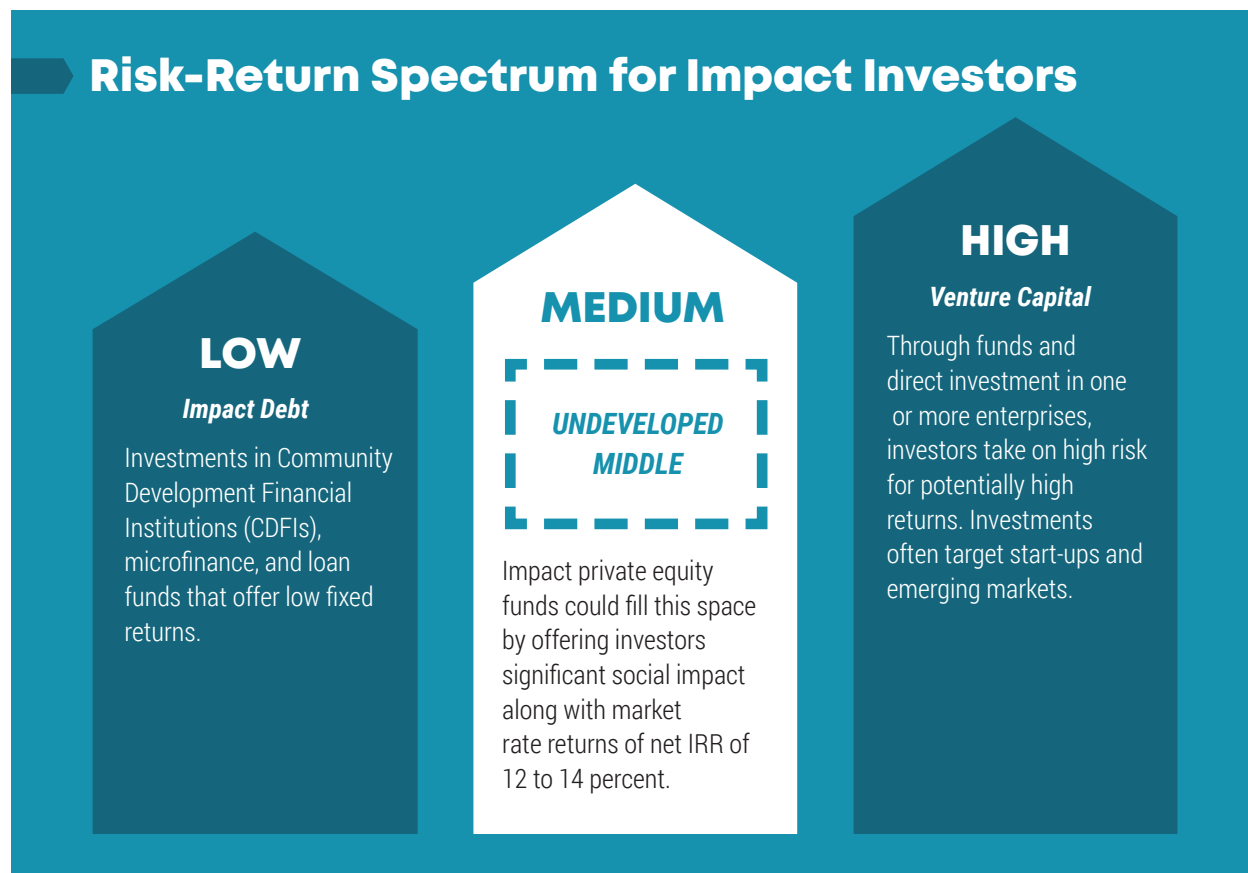 Risk-Return Spectrum for Impact Investors
LOW
Impact Debt
Investments in Community
Development Financial
Institutions (CDFIs),
microfinance, and loan
funds that offer low fixed
returns.
MEDIUM
UNDEVELOPED
MIDDLE
Impact private equity
funds could fill this space
by offering investors
significant social impact
along with market
rate returns of net IRR of
12 to 14 percent.
HIGH
Venture Capital
Through funds and
direct investment in one
or more enterprises,
investors take on high risk
for potentially high
returns. Investments
often target start-ups and
emerging markets.